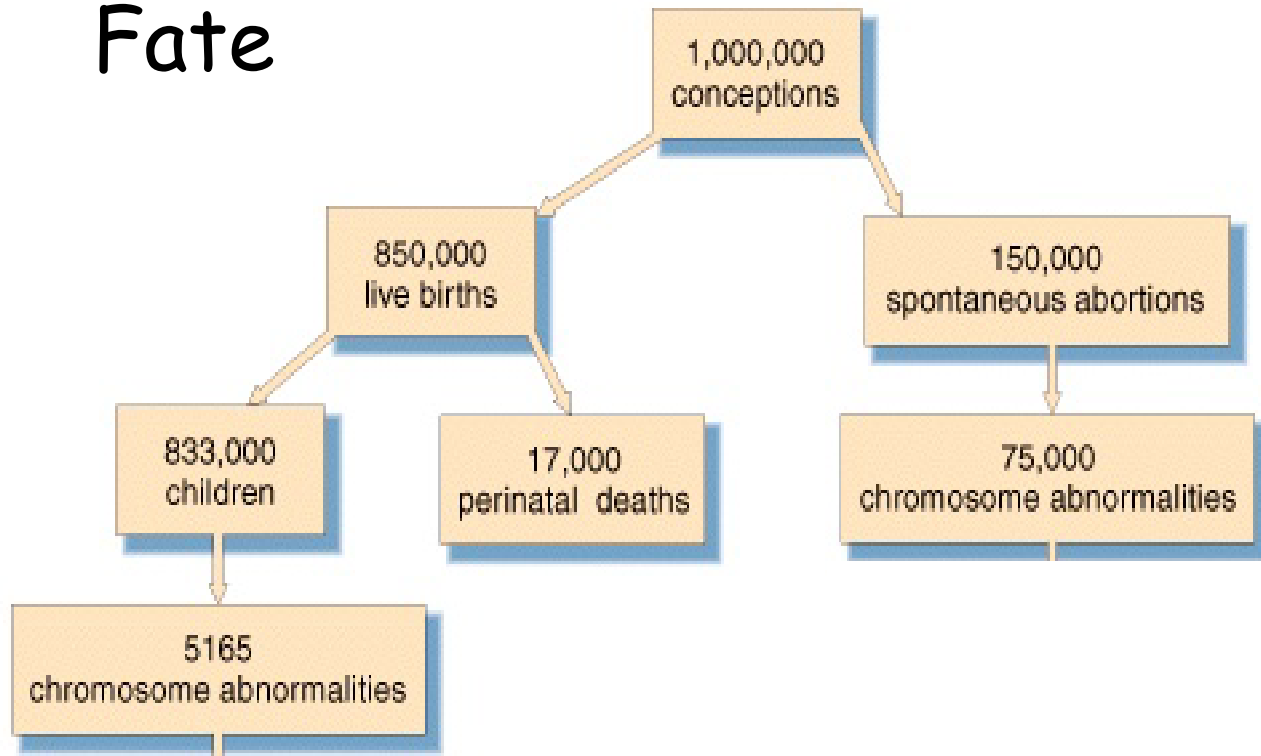 Fate
1,000,000
conceptions
850,000
live births
150,000
spontaneous abortions
833,000
children
17,000
perinatal deaths
75,000
chromosome abnormalities
5165
chromosome abnormalities